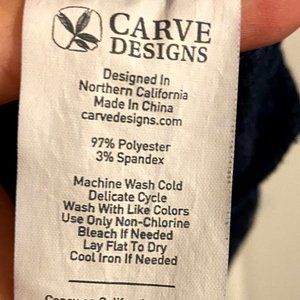 CARVE
DESIGNS
Designed In
Northern California
Made In China
carvedesigns.com
97% Polyester
3% Spandex
Machine Wash Cold
Delicate Cycle
Wash With Like Colors
Use Only Non-Chlorine
Bleach If Needed
Lay Flat To Dry
Cool Iron If Needed